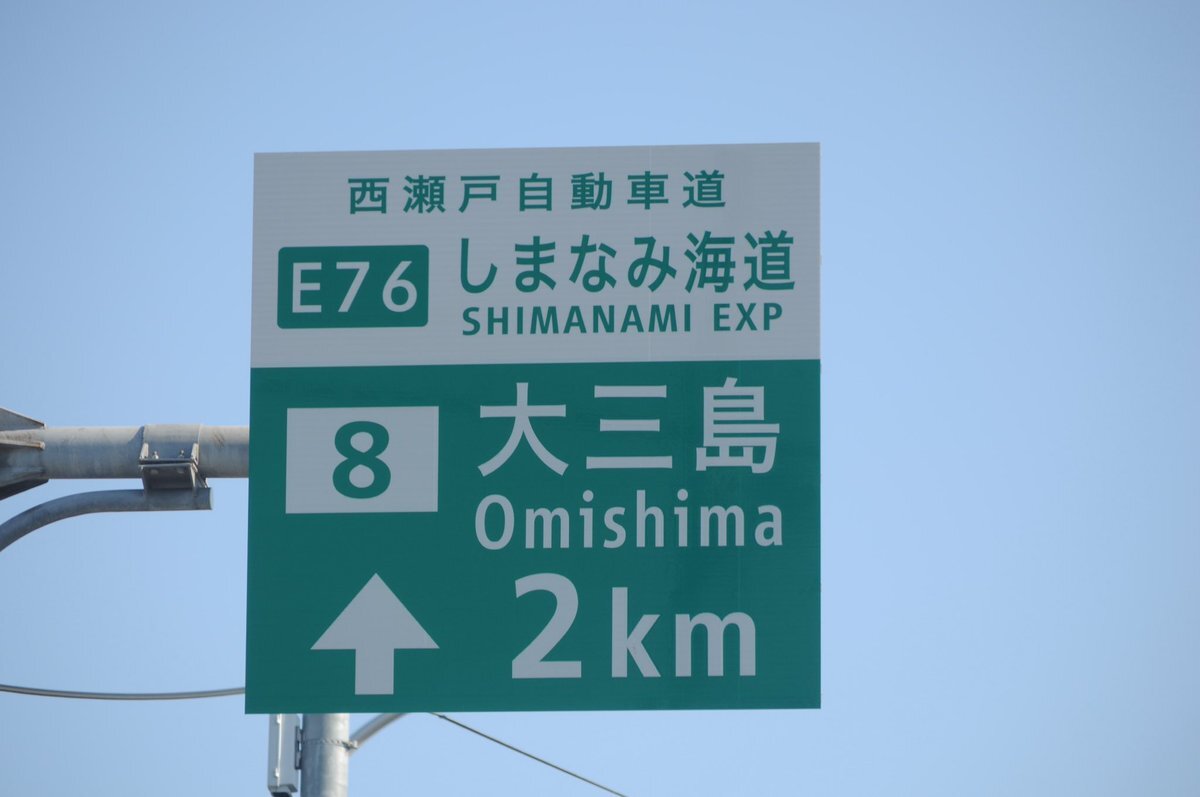 西瀬戸自動車道
E76 しまなみ海道
SHIMANAMI EXP
8 大三島
Omishima
2km